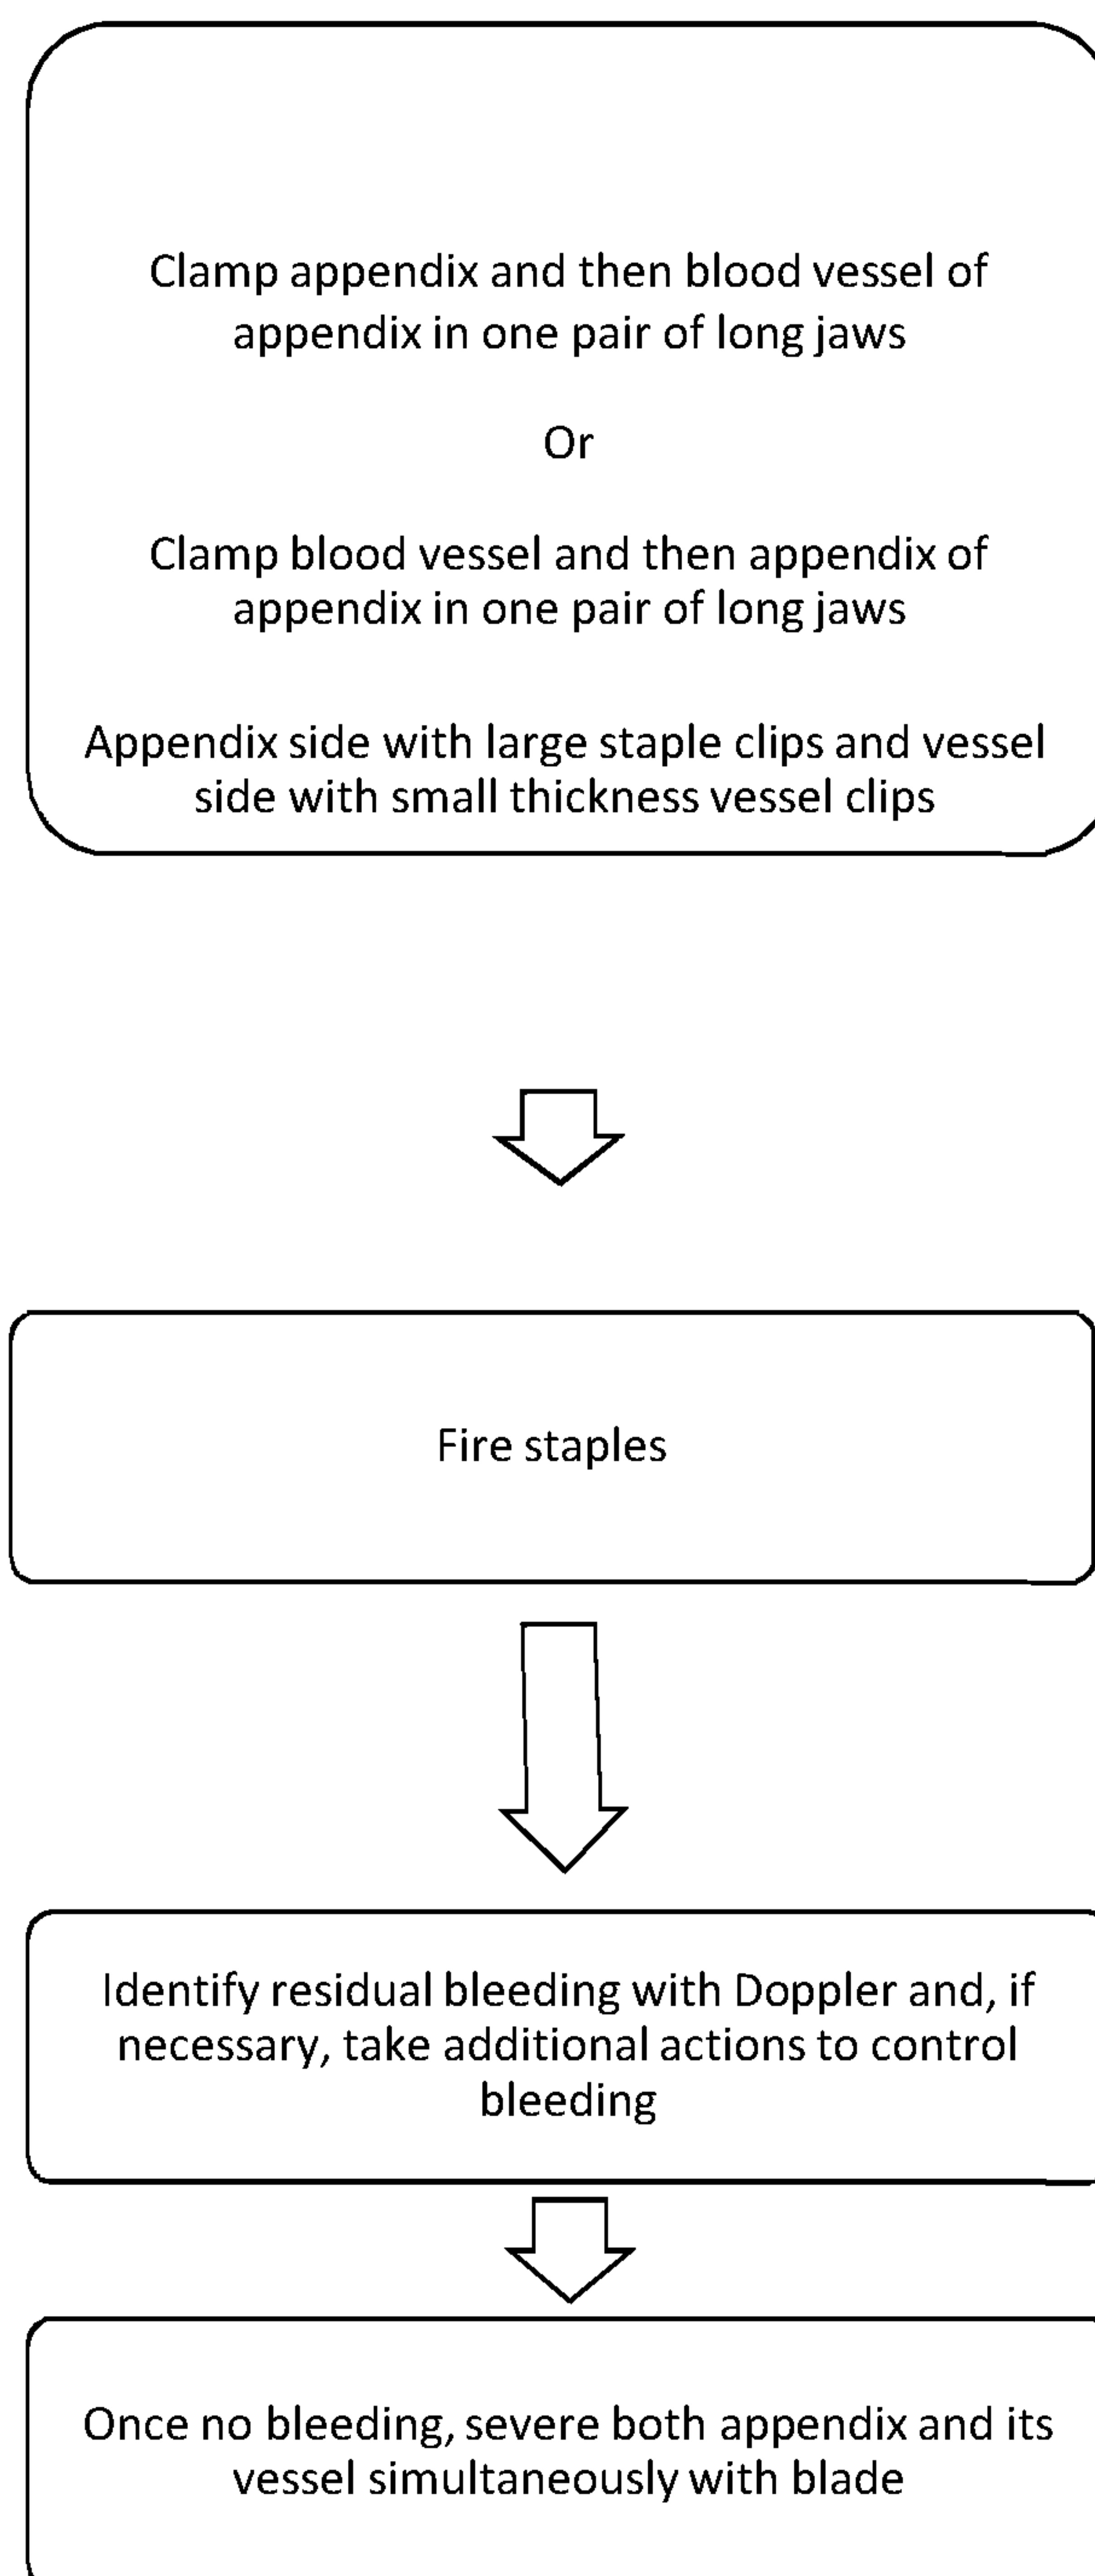 Clamp appendix and then blood vessel of
appendix in one pair of long jaws
Or
Clamp blood vessel and then appendix of
appendix in one pair of long jaws
Appendix side with large staple clips and vessel
side with small thickness vessel clips
Fire staples
Identify residual bleeding with Doppler and, if
necessary, take additional actions to control
bleeding
Once no bleeding, severe both appendix and its
vessel simultaneously with blade